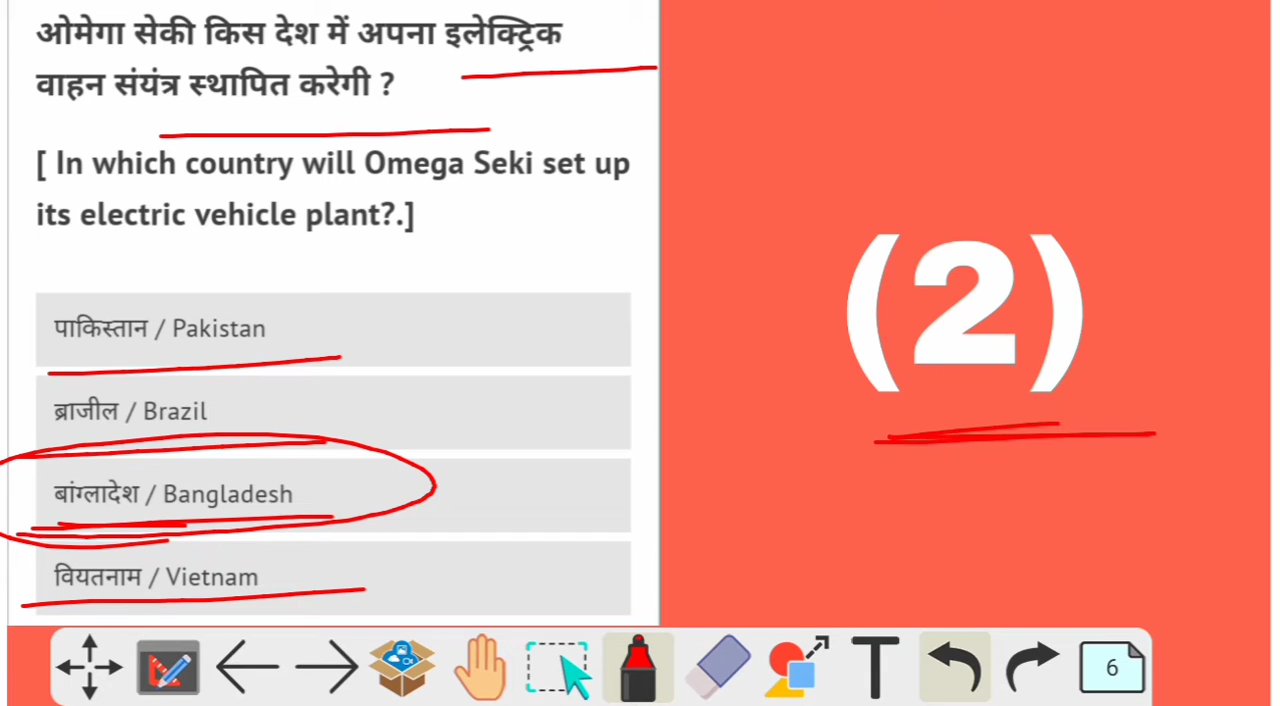 ओमेगा सेकी किस देश में अपना इलेक्ट्रिक
वाहन संयंत्र स्थापित करेगी ?
[ In which country will Omega Seki set up
its electric vehicle plant?.]
पाकिस्तान / Pakistan
ब्राजील / Brazil
बांग्लादेश / Bangladesh
वियतनाम / Vietnam
(2)
T
6